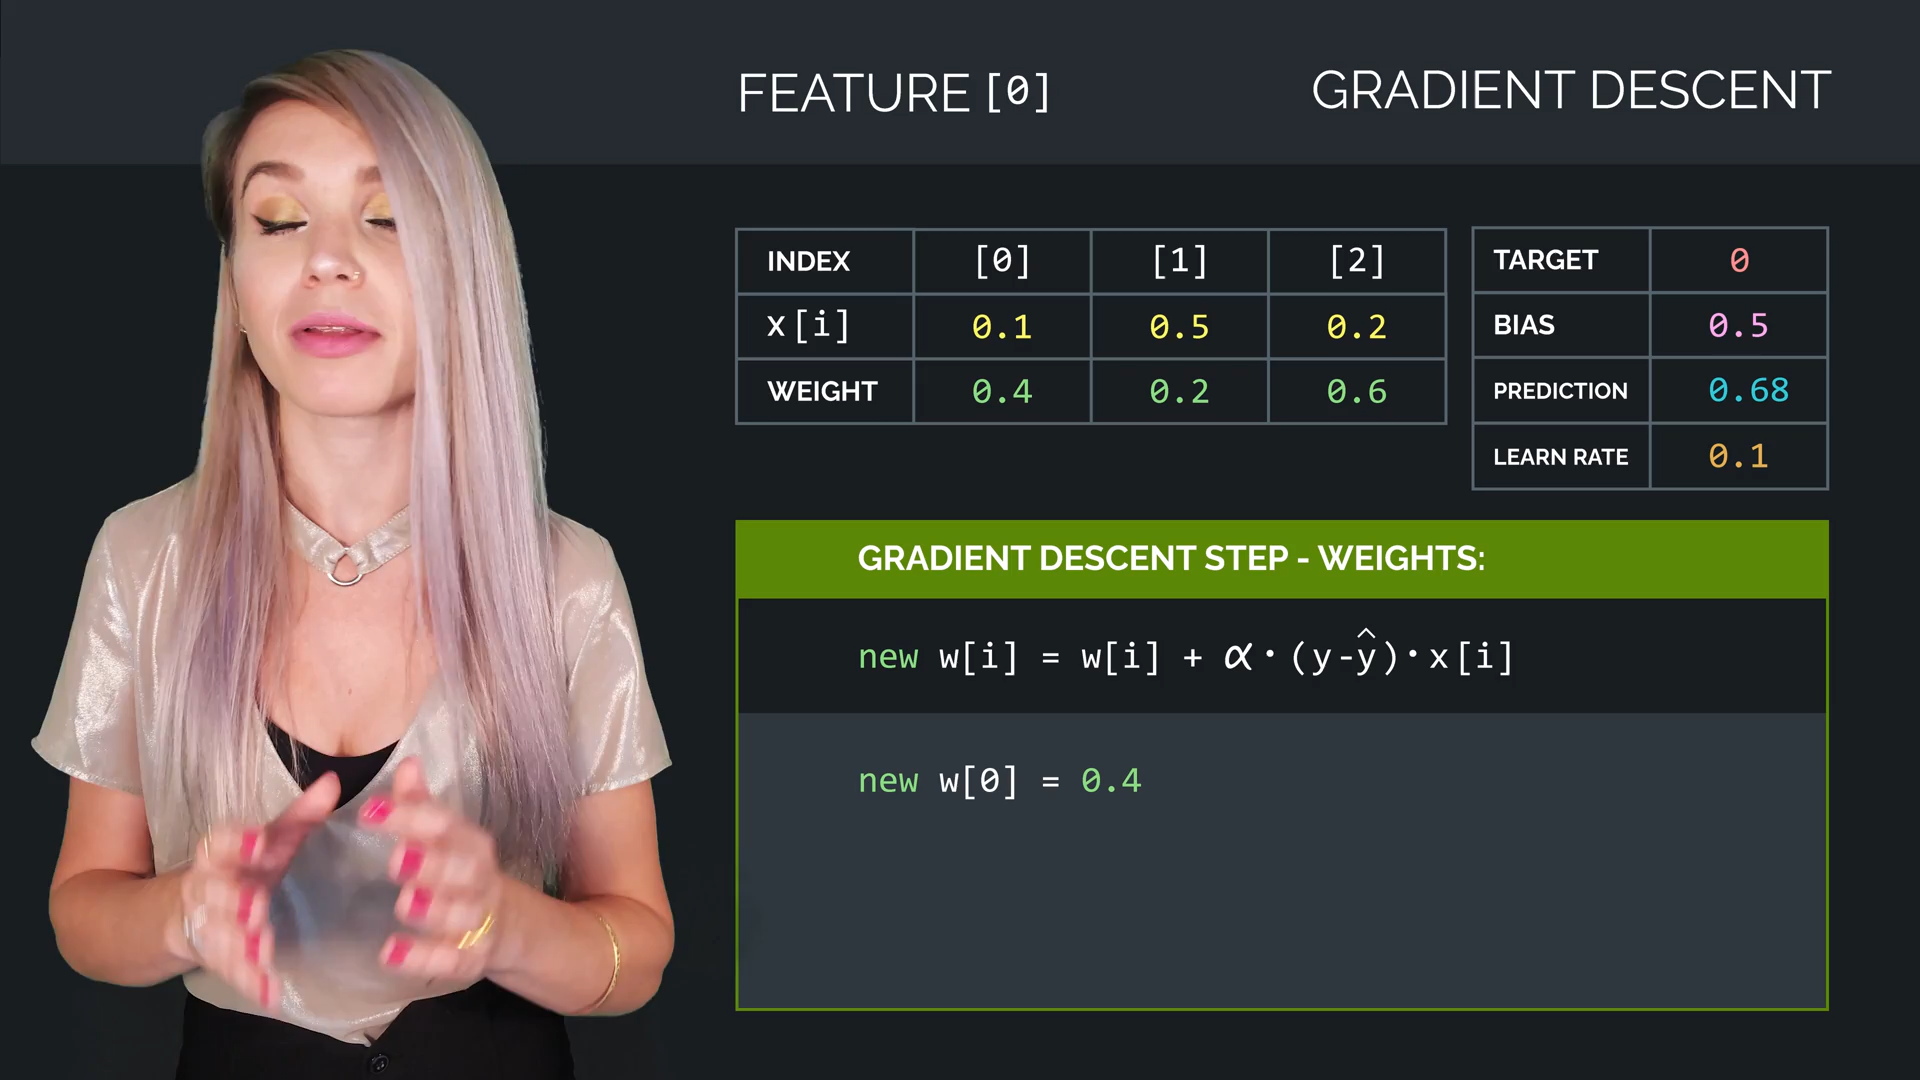 FEATURE [0]
GRADIENT DESCENT
INDEX [0] [1] [2]
x[i] 0.1 0.5 0.2
WEIGHT 0.4 0.2 0.6
TARGET 0
BIAS 0.5
PREDICTION 0.68
LEARN RATE 0.1
GRADIENT DESCENT STEP - WEIGHTS:
new w[i] = w[i] + α·(y-ŷ)·x[i]
new w[0] = 0.4